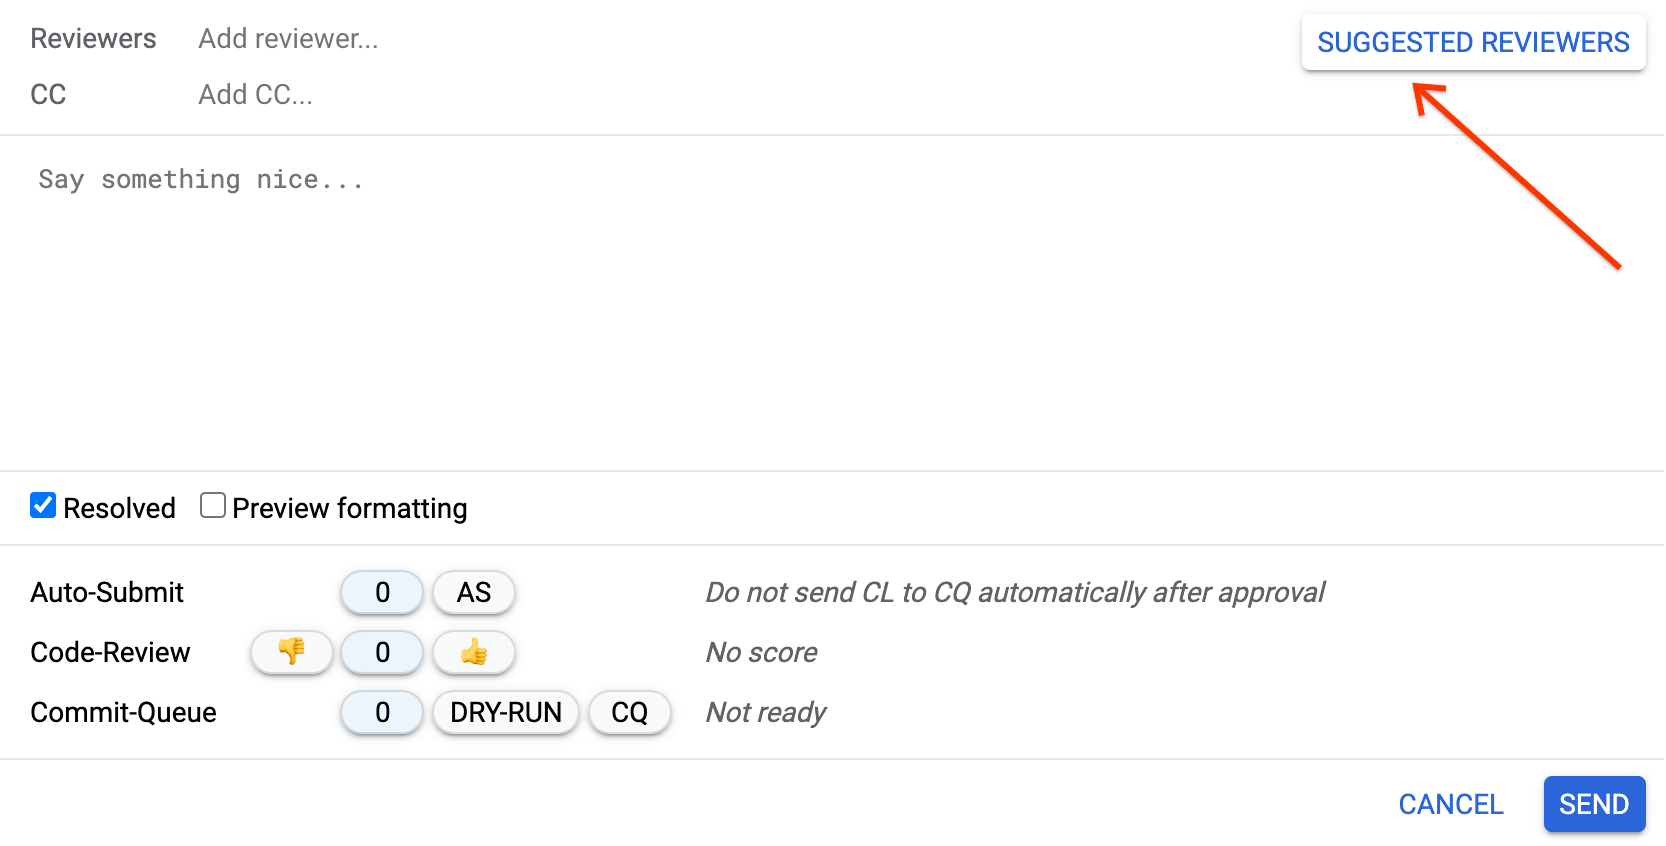 Reviewers Add reviewer... SUGGESTED REVIEWERS
CC Add CC...
Say something nice...
Resolved Preview formatting
Auto-Submit 0 AS Do not send CL to CQ automatically after approval
Code-Review 👎 0 👍 No score
Commit-Queue 0 DRY-RUN CQ Not ready
CANCEL SEND